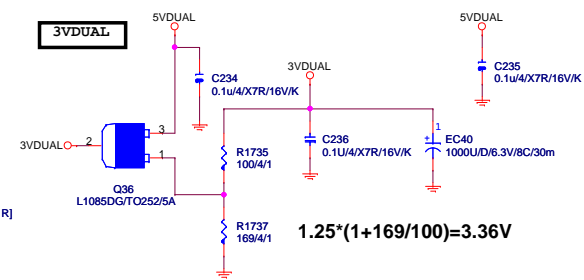 3VDUAL
5VDUAL
5VDUAL
C234
0.1u/4/X7R/16V/K
3VDUAL
C235
0.1u/4/X7R/16V/K
3VDUAL
2
3
1
R1735
100/4/1
C236
0.1U/4/X7R/16V/K
1
+
EC40
1000U/D/6.3V/8C/30m
Q36
L1085DG/TO252/5A
R]
R1737
169/4/1
1.25*(1+169/100)=3.36V